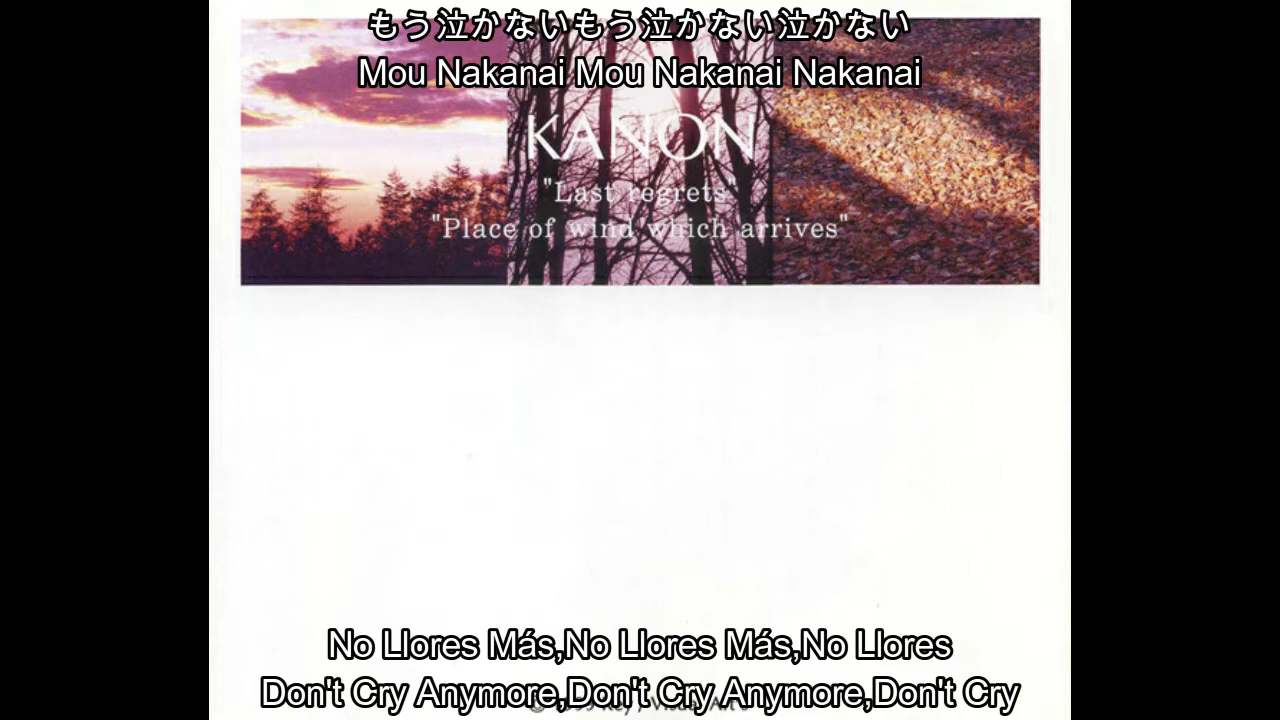 もう泣かないもう泣かない泣かない
Mou Nakanai Mou Nakanai Nakanai
KANON
"Last regrets"
"Place of wind which arrives"
No Llores Más,No Llores Más,No Llores
Don't Cry Anymore,Don't Cry Anymore,Don't Cry